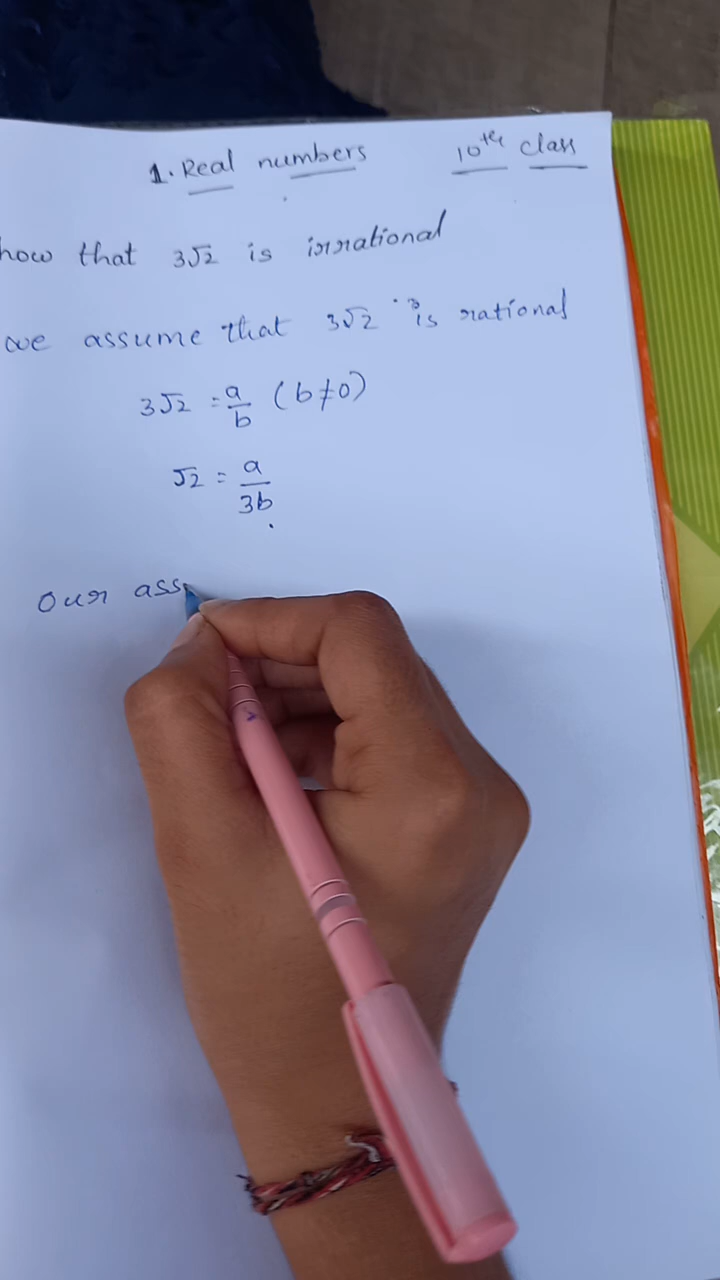 1. Real numbers 10th class
how that 3√2 is irrational
we assume that 3√2 is rational
3√2 = a/b (b≠0)
√2 = a/3b
Our ass